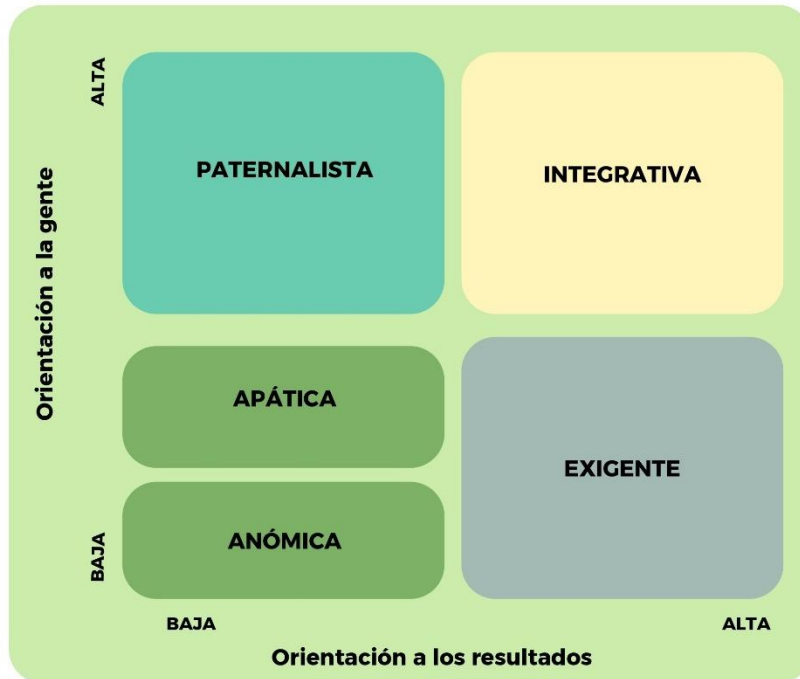 ALTA
Orientación a la gente
BAJA
PATERNALISTA
INTEGRATIVA
APÁTICA
EXIGENTE
ANÓMICA
BAJA
ALTA
Orientación a los resultados